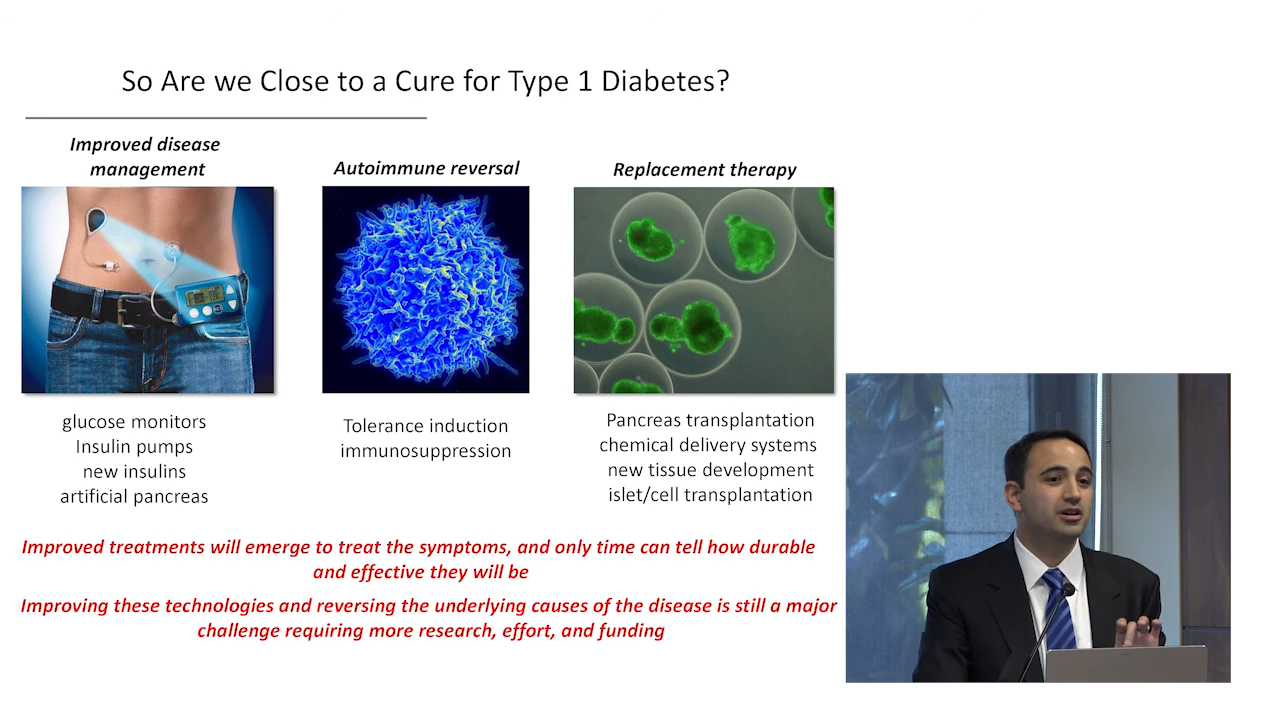 So Are we Close to a Cure for Type 1 Diabetes?
Improved disease
management
Autoimmune reversal
Replacement therapy
glucose monitors
Insulin pumps
new insulins
artificial pancreas
Tolerance induction
immunosuppression
Pancreas transplantation
chemical delivery systems
new tissue development
islet/cell transplantation
Improved treatments will emerge to treat the symptoms, and only time can tell how durable
and effective they will be
Improving these technologies and reversing the underlying causes of the disease is still a major
challenge requiring more research, effort, and funding